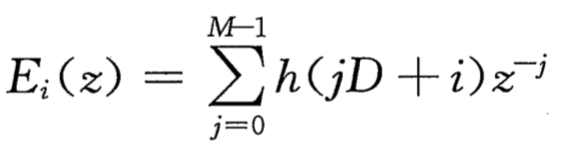 $E_i(z) = \sum_{j=0}^{M-1} h(jD+i)z^{-j}$